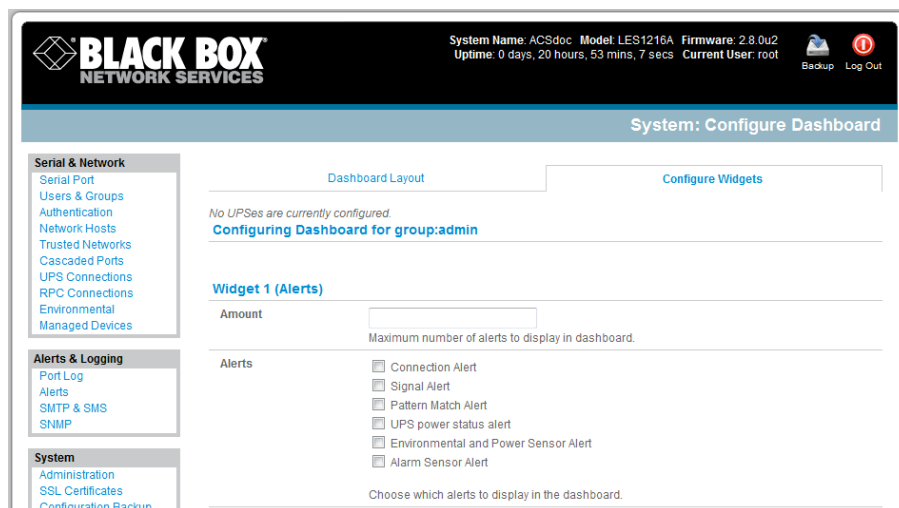 BLACK BOX
NETWORK SERVICES
System Name: ACSdoc Model: LES1216A Firmware: 2.8.0u2
Uptime: 0 days, 20 hours, 53 mins, 7 secs Current User: root
Backup
Log Out
System: Configure Dashboard
Serial & Network
Serial Port
Users & Groups
Authentication
Network Hosts
Trusted Networks
Cascaded Ports
UPS Connections
RPC Connections
Environmental
Managed Devices
Alerts & Logging
Port Log
Alerts
SMTP & SMS
SNMP
System
Administration
SSL Certificates
Configuration Backup
Dashboard Layout
Configure Widgets
No UPSes are currently configured.
Configuring Dashboard for group:admin
Widget 1 (Alerts)
Amount
Maximum number of alerts to display in dashboard.
Alerts
Connection Alert
Signal Alert
Pattern Match Alert
UPS power status alert
Environmental and Power Sensor Alert
Alarm Sensor Alert
Choose which alerts to display in the dashboard.